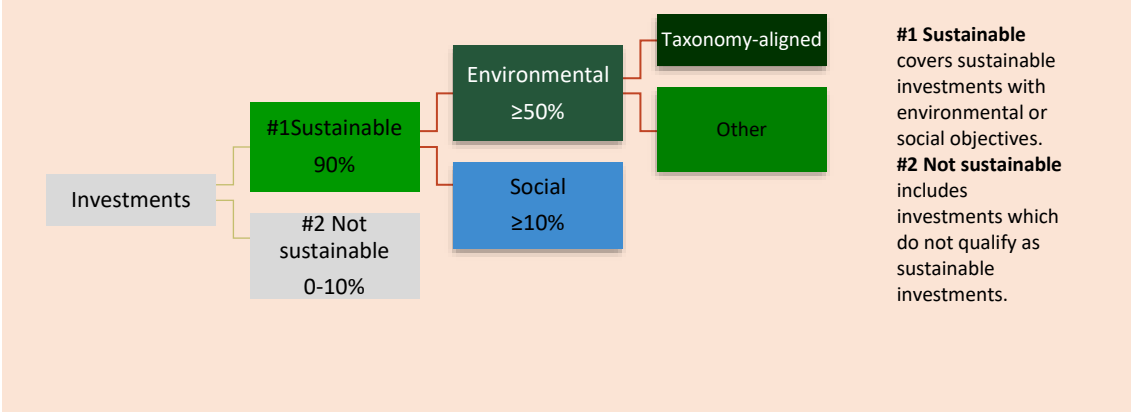 Investments
#1Sustainable
90%
#2 Not
sustainable
0-10%
Environmental
≥50%
Social
≥10%
Taxonomy-aligned
Other
#1 Sustainable
covers sustainable
investments with
environmental or
social objectives.
#2 Not sustainable
includes
investments which
do not qualify as
sustainable
investments.